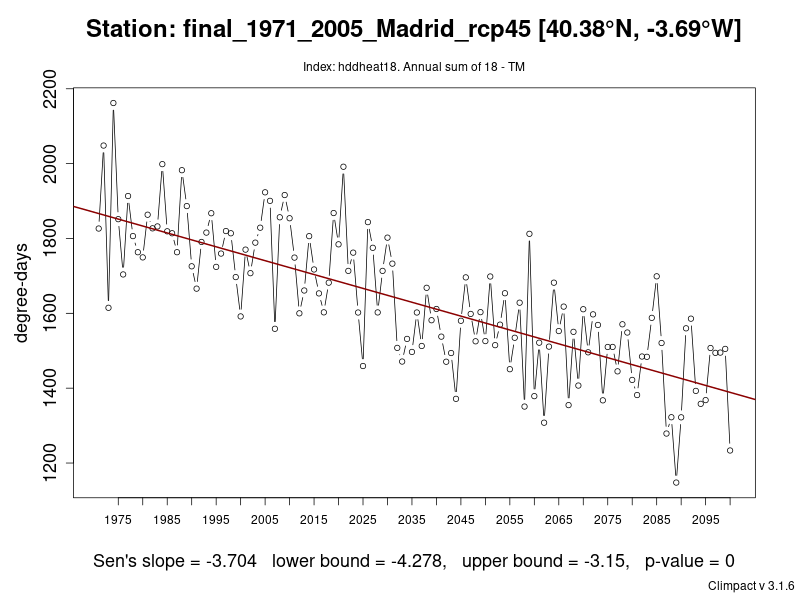 Station: final_1971_2005_Madrid_rcp45 [40.38°N, -3.69°W]
Index: hddheat18. Annual sum of 18 - TM
degree-days
2200
2000
1800
1600
1400
1200
1975 1985 1995 2005 2015 2025 2035 2045 2055 2065 2075 2085 2095
Sen's slope = -3.704 lower bound = -4.278, upper bound = -3.15, p-value = 0
Climpact v 3.1.6